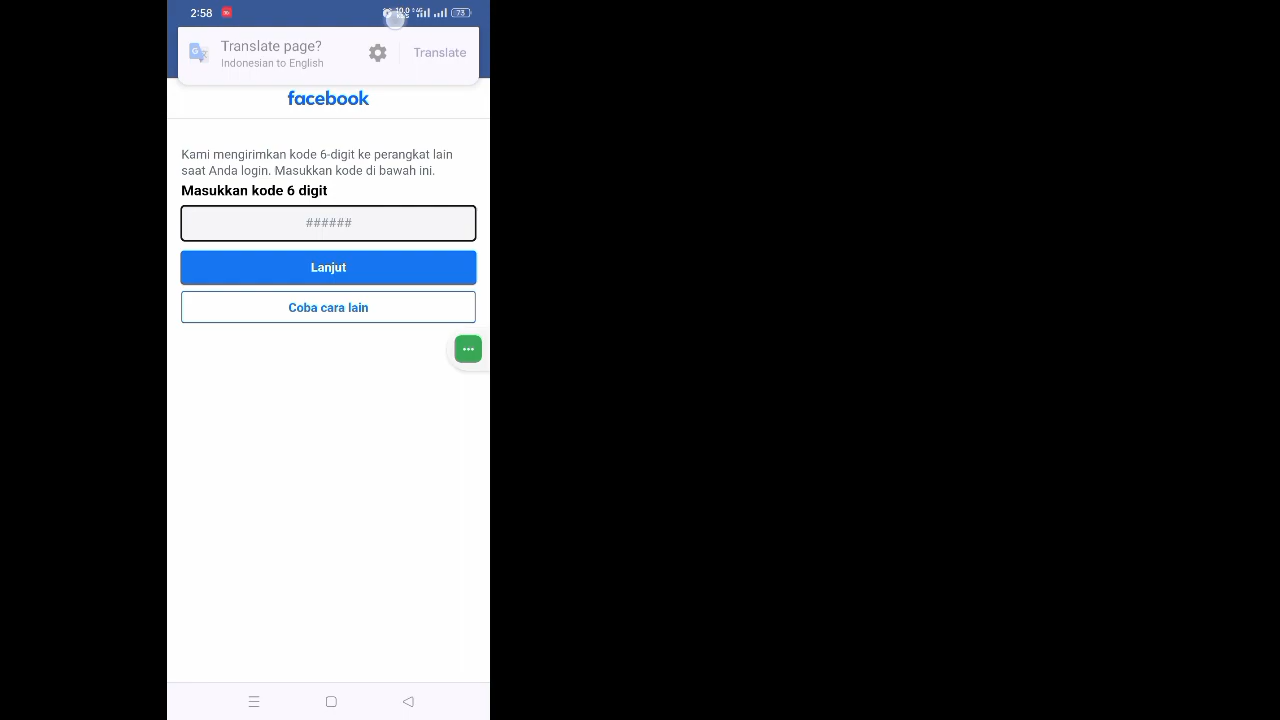 2:58
73
Translate page?
Indonesian to English
Translate
facebook
Kami mengirimkan kode 6-digit ke perangkat lain
saat Anda login. Masukkan kode di bawah ini.
Masukkan kode 6 digit
######
Lanjut
Coba cara lain